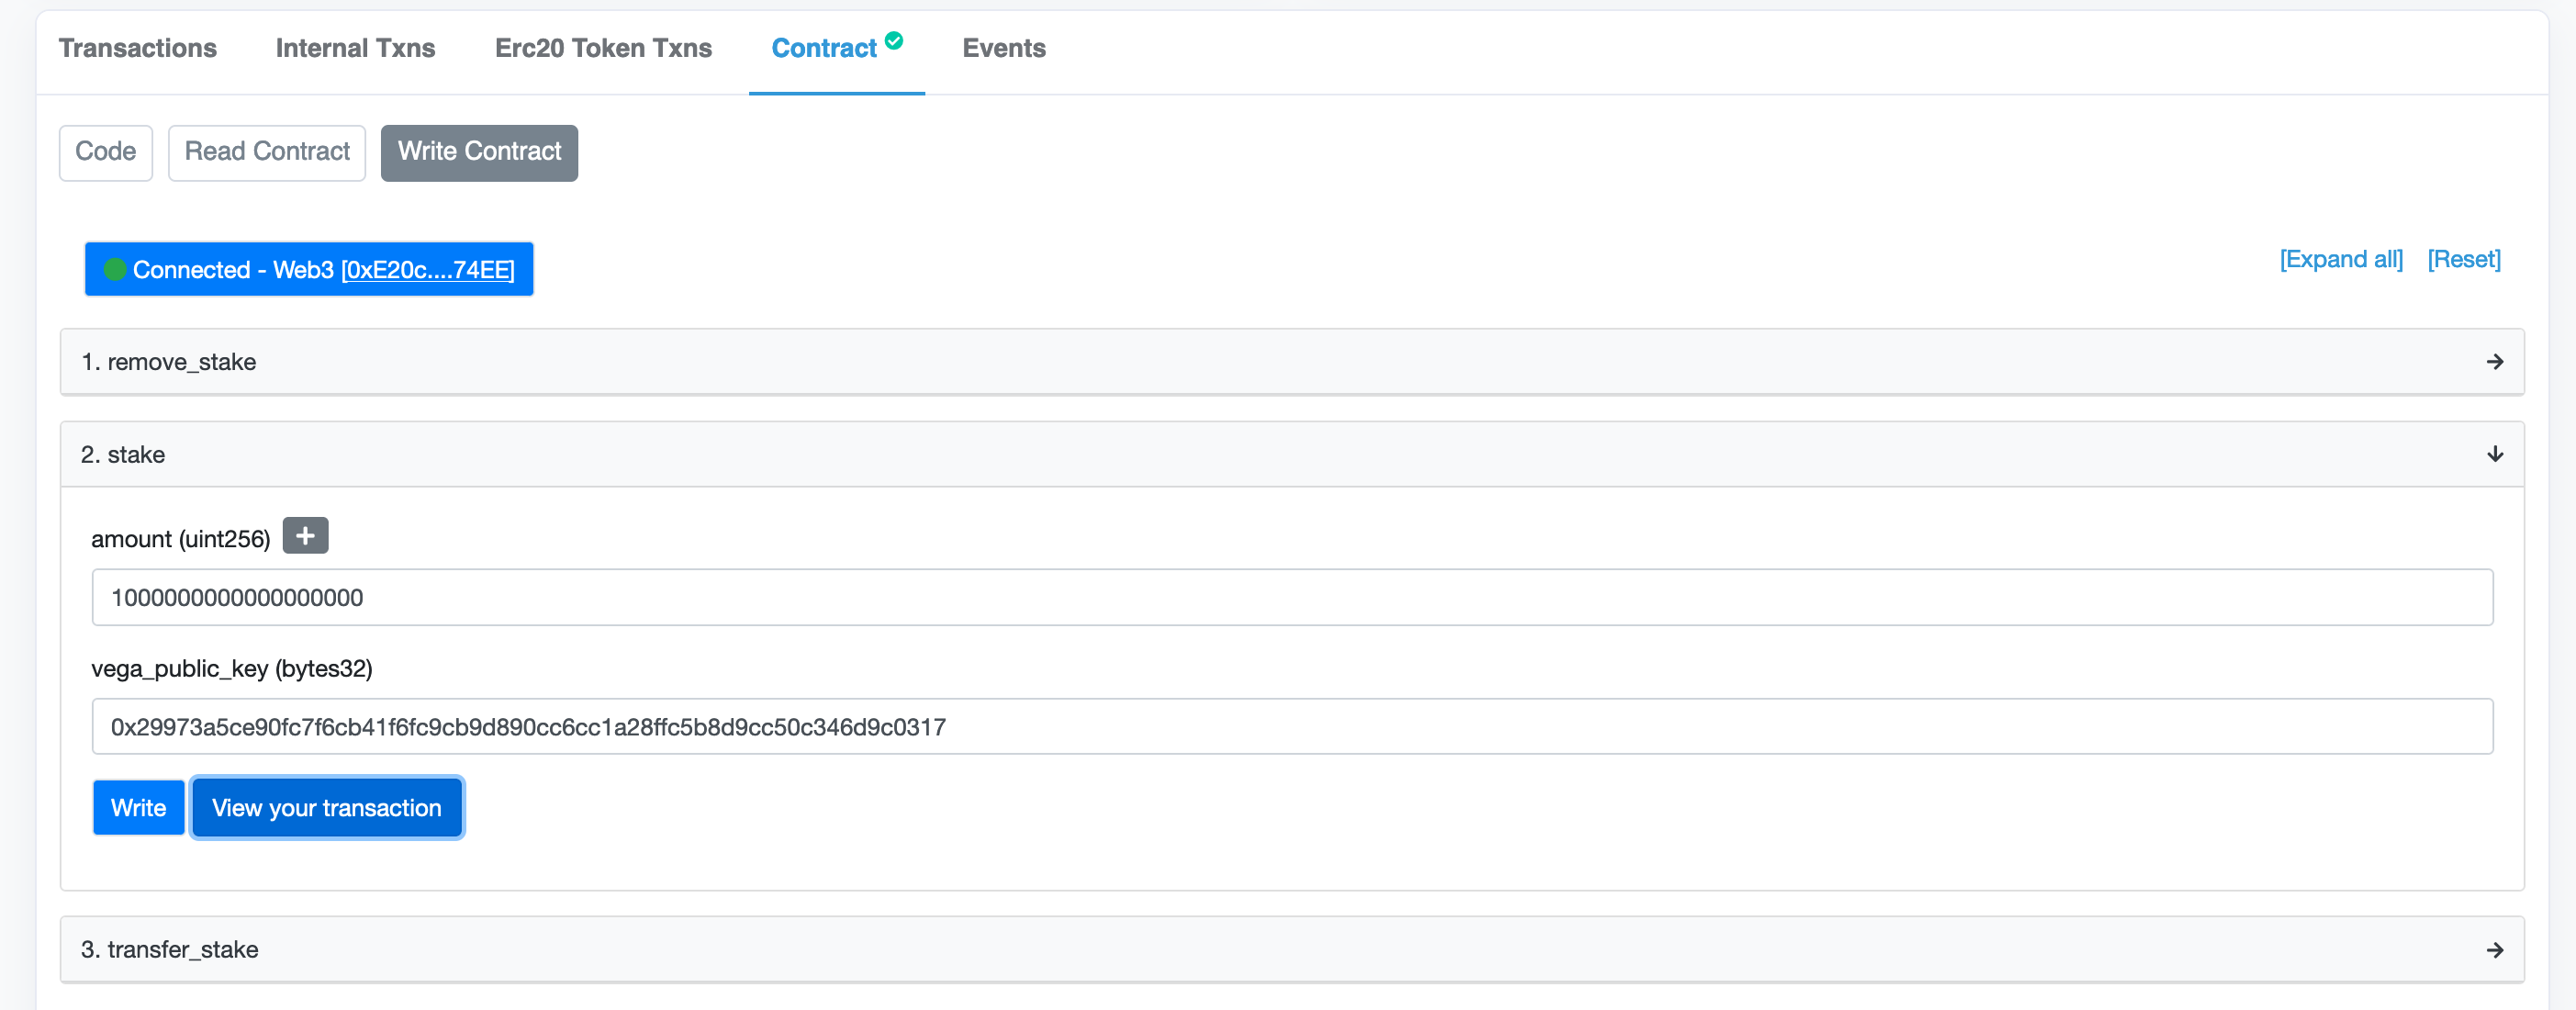 Transactions Internal Txns Erc20 Token Txns Contract Events
Code Read Contract Write Contract
Connected - Web3 [0xE20c....74EE] [Expand all] [Reset]
1. remove_stake
2. stake
amount (uint256) +
1000000000000000000
vega_public_key (bytes32)
0x29973a5ce90fc7f6cb41f6fc9cb9d890cc6cc1a28ffc5b8d9cc50c346d9c0317
Write View your transaction
3. transfer_stake